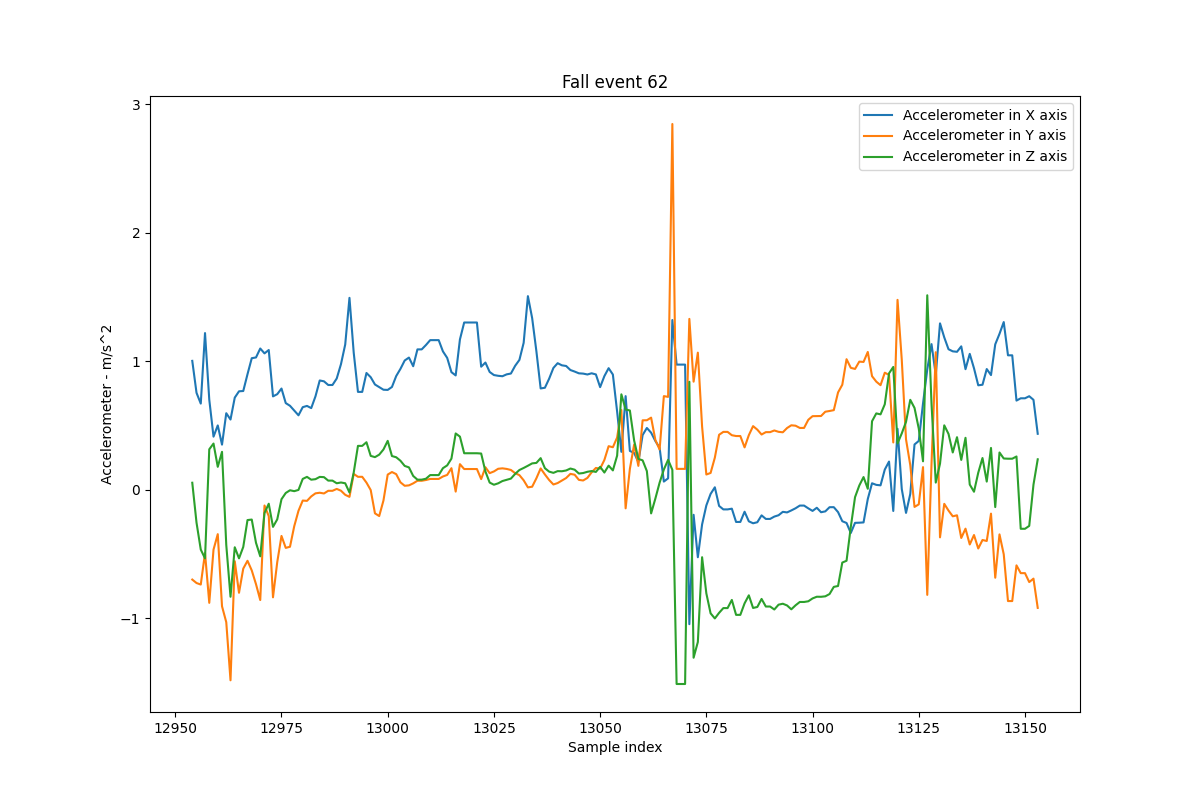 Fall event 62
Accelerometer in X axis
Accelerometer in Y axis
Accelerometer in Z axis
3
2
1
0
−1
Accelerometer - m/s^2
12950 12975 13000 13025 13050 13075 13100 13125 13150
Sample index